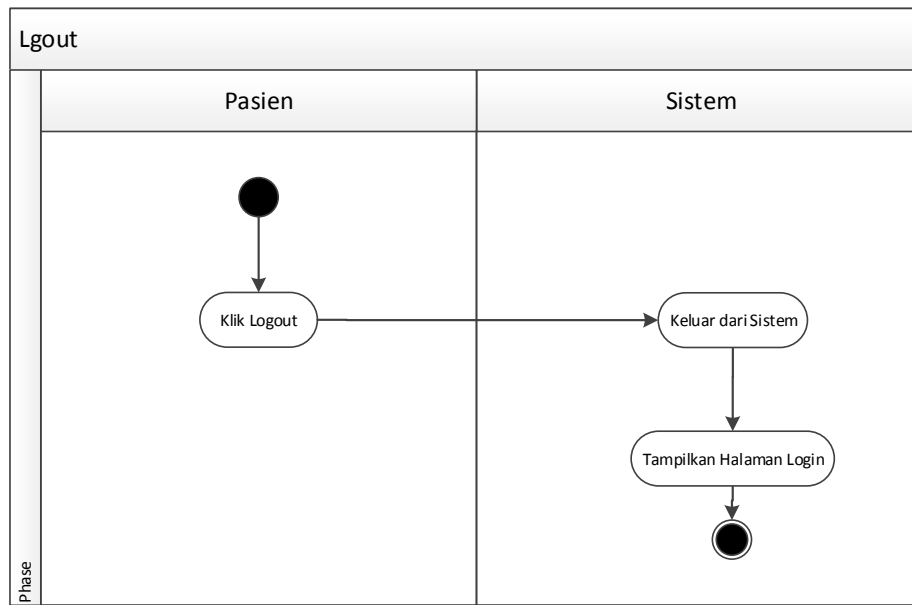 Lgout
Pasien
Sistem
Klik Logout
Keluar dari Sistem
Tampilkan Halaman Login
Phase